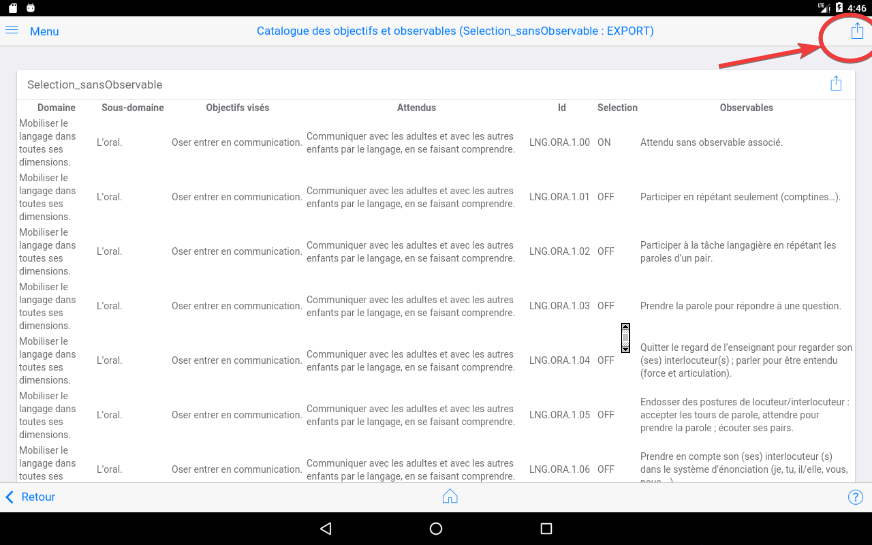 4:46
Menu
Catalogue des objectifs et observables (Selection_sansObservable : EXPORT)
Selection_sansObservable
Domaine Sous-domaine Objectifs visés Attendus Id Selection Observables
Mobiliser le
langage dans
toutes ses
dimensions.
L'oral.
Oser entrer en communication.
Communiquer avec les adultes et avec les autres
enfants par le langage, en se faisant comprendre.
LNG.ORA.1.00
ON
Attendu sans observable associé.
Mobiliser le
langage dans
toutes ses
dimensions.
L'oral.
Oser entrer en communication.
Communiquer avec les adultes et avec les autres
enfants par le langage, en se faisant comprendre.
LNG.ORA.1.01
OFF
Participer en répétant seulement (comptines…).
Mobiliser le
langage dans
toutes ses
dimensions.
L'oral.
Oser entrer en communication.
Communiquer avec les adultes et avec les autres
enfants par le langage, en se faisant comprendre.
LNG.ORA.1.02
OFF
Participer à la tâche langagière en répétant les
paroles d'un pair.
Mobiliser le
langage dans
toutes ses
dimensions.
L'oral.
Oser entrer en communication.
Communiquer avec les adultes et avec les autres
enfants par le langage, en se faisant comprendre.
LNG.ORA.1.03
OFF
Prendre la parole pour répondre à une question.
Mobiliser le
langage dans
toutes ses
dimensions.
L'oral.
Oser entrer en communication.
Communiquer avec les adultes et avec les autres
enfants par le langage, en se faisant comprendre.
LNG.ORA.1.04
OFF
Quitter le regard de l'enseignant pour regarder son
(ses) interlocuteur(s) ; parler pour être entendu
(force et articulation).
Mobiliser le
langage dans
toutes ses
dimensions.
L'oral.
Oser entrer en communication.
Communiquer avec les adultes et avec les autres
enfants par le langage, en se faisant comprendre.
LNG.ORA.1.05
OFF
Endosser des postures de locuteur/interlocuteur :
accepter les tours de parole, attendre pour
prendre la parole ; écouter ses pairs.
Mobiliser le
langage dans
toutes ses
L'oral.
Oser entrer en communication.
Communiquer avec les adultes et avec les autres
enfants par le langage, en se faisant comprendre.
LNG.ORA.1.06
OFF
Prendre en compte son (ses) interlocuteur (s)
dans le système d'énonciation (je, tu, il/elle, vous,
Retour
?